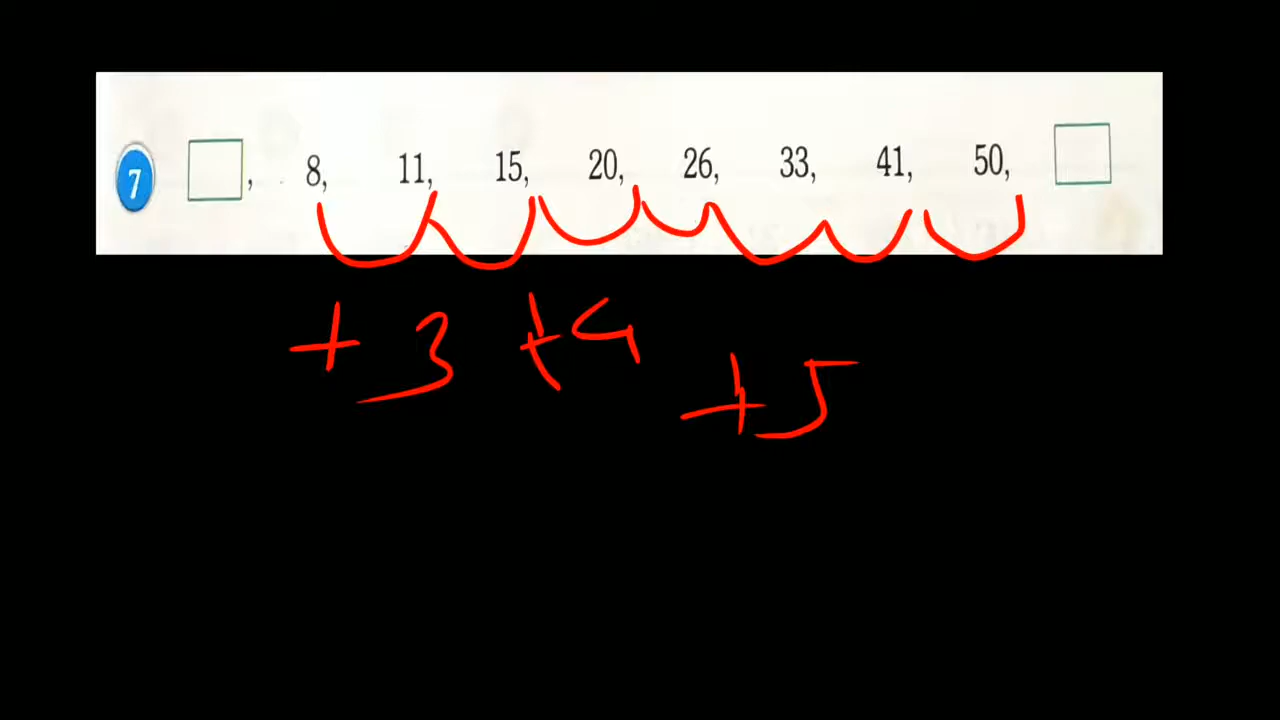 7 , 8, 11, 15, 20, 26, 33, 41, 50,
+3 +4
+5